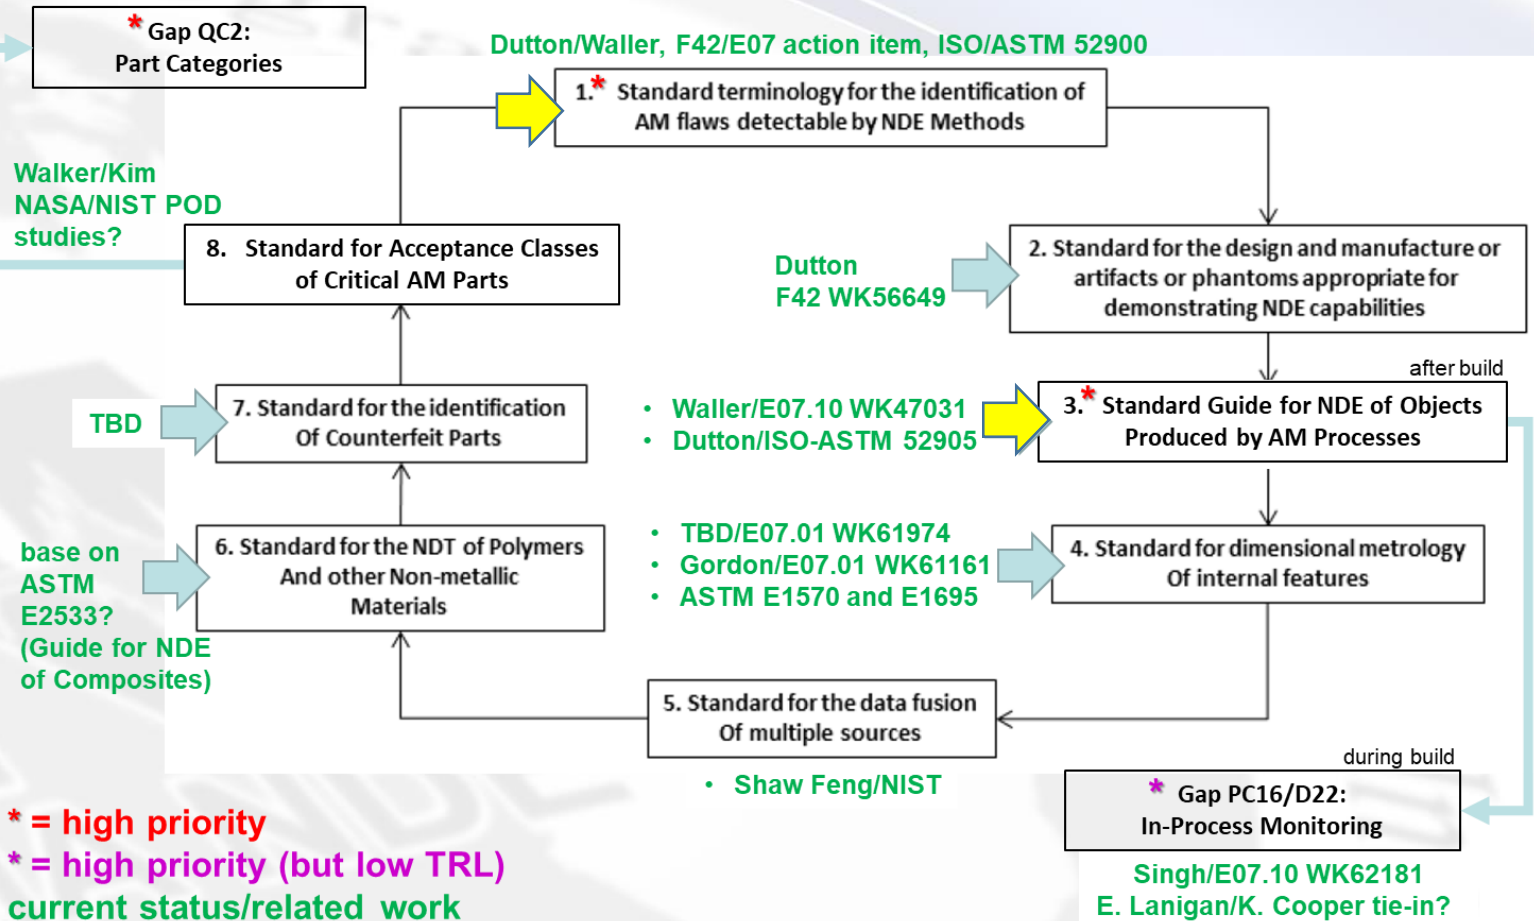 * Gap QC2:
Part Categories
Dutton/Waller, F42/E07 action item, ISO/ASTM 52900
1.* Standard terminology for the identification of
AM flaws detectable by NDE Methods
Walker/Kim
NASA/NIST POD
studies?
8. Standard for Acceptance Classes
of Critical AM Parts
Dutton
F42 WK56649
2. Standard for the design and manufacture or
artifacts or phantoms appropriate for
demonstrating NDE capabilities
after build
TBD
7. Standard for the identification
Of Counterfeit Parts
• Waller/E07.10 WK47031
• Dutton/ISO-ASTM 52905
3.* Standard Guide for NDE of Objects
Produced by AM Processes
base on
ASTM
E2533?
(Guide for NDE
of Composites)
6. Standard for the NDT of Polymers
And other Non-metallic
Materials
• TBD/E07.01 WK61974
• Gordon/E07.01 WK61161
• ASTM E1570 and E1695
4. Standard for dimensional metrology
Of internal features
5. Standard for the data fusion
Of multiple sources
• Shaw Feng/NIST
during build
* Gap PC16/D22:
In-Process Monitoring
Singh/E07.10 WK62181
E. Lanigan/K. Cooper tie-in?
* = high priority
* = high priority (but low TRL)
current status/related work